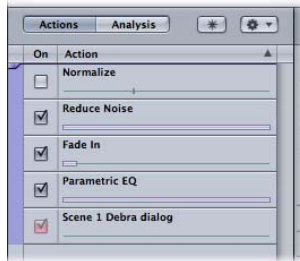 Actions Analysis
On Action
Normalize
Reduce Noise
Fade In
Parametric EQ
Scene 1 Debra dialog